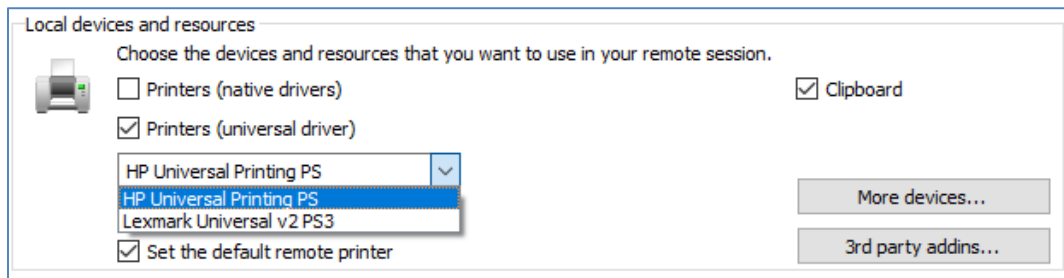 Local devices and resources
Choose the devices and resources that you want to use in your remote session.
Printers (native drivers)
Clipboard
Printers (universal driver)
HP Universal Printing PS
HP Universal Printing PS
More devices...
Lexmark Universal v2 PS3
Set the default remote printer
3rd party addins...